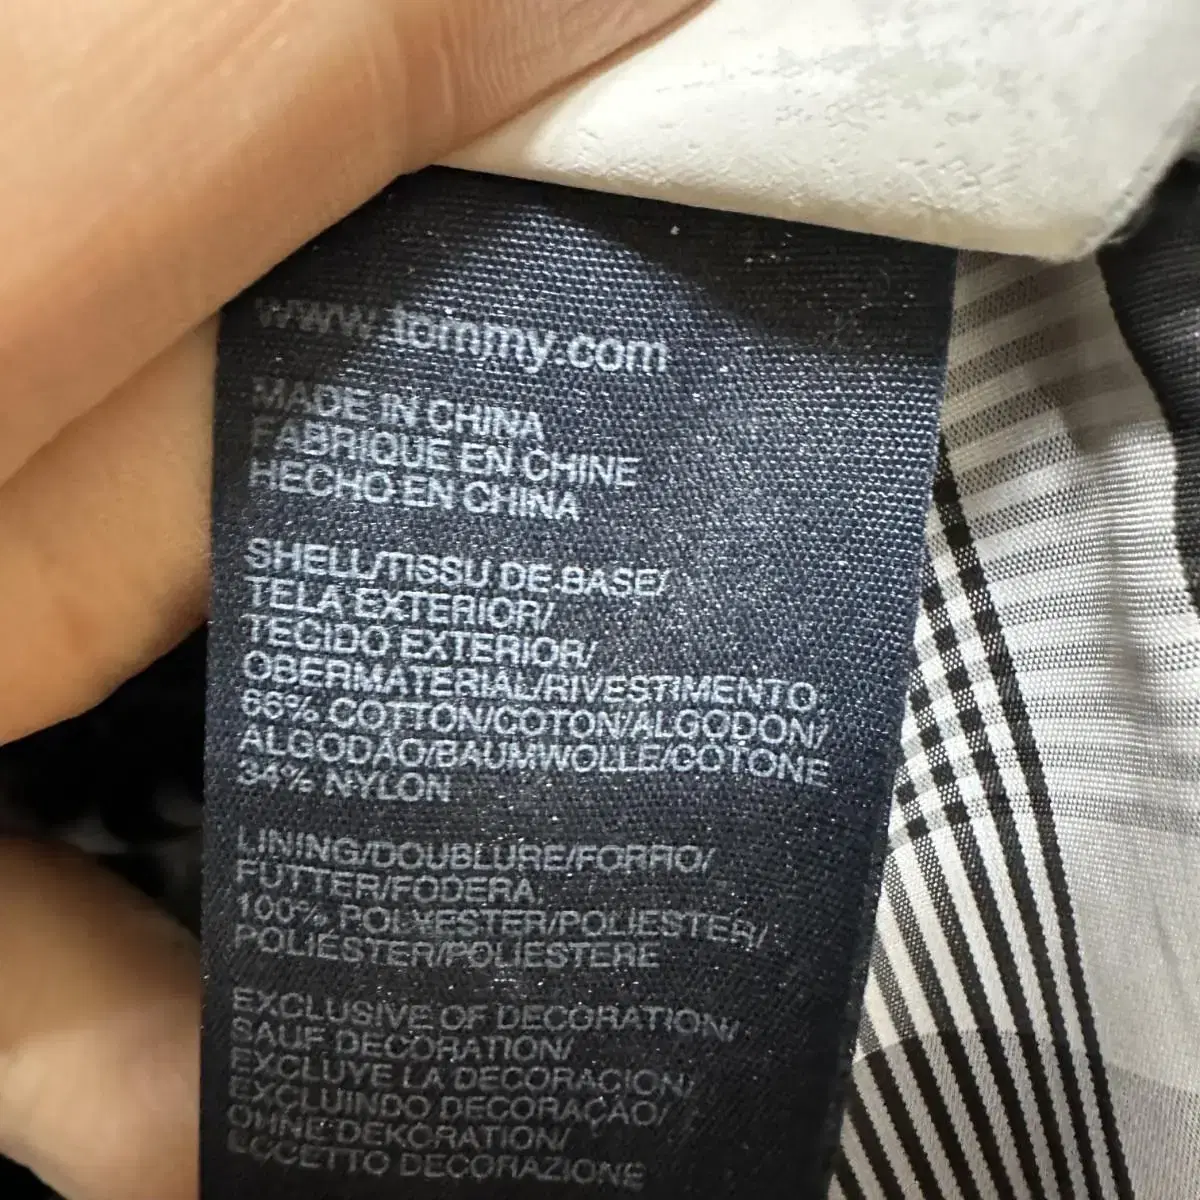 www.tommy.com
MADE IN CHINA
FABRIQUE EN CHINE
HECHO EN CHINA
SHELL/TISSU DE BASE/
TELA EXTERIOR/
TEGIDO EXTERIOR/
OBERMATERIAL/RIVESTIMENTO:
66% COTTON/COTON/ALGODON/
ALGODÃO/BAUMWOLLE/COTONE
34% NYLON
LINING/DOUBLURE/FORRO/
FUTTER/FODERA:
100% POLYESTER/POLIESTER/
POLIÉSTER/POLIESTERE
EXCLUSIVE OF DECORATION/
SAUF DECORATION/
EXCLUYE LA DECORACION/
EXCLUINDO DECORAÇAO/
OHNE DEKORATION/
ECCETTO DECORAZIONE